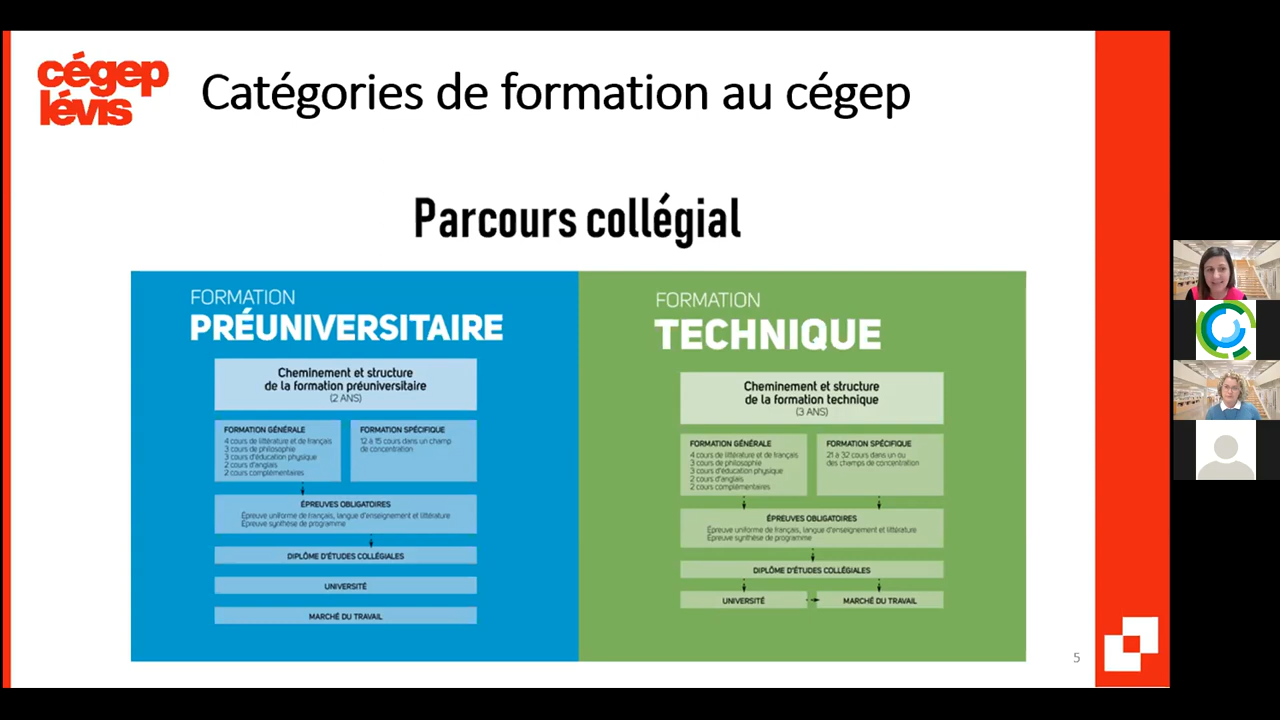 cégep
lévis
Catégories de formation au cégep
Parcours collégial
FORMATION
PRÉUNIVERSITAIRE
Cheminement et structure
de la formation préuniversitaire
(2 ANS)
FORMATION GÉNÉRALE
4 cours de littérature et de français
3 cours de philosophie
3 cours d'éducation physique
2 cours d'anglais
2 cours complémentaires
FORMATION SPÉCIFIQUE
12 à 15 cours dans un champ
de concentration
ÉPREUVES OBLIGATOIRES
Épreuve uniforme de français, langue d'enseignement et littérature
Épreuve synthèse de programme
DIPLÔME D'ÉTUDES COLLÉGIALES
UNIVERSITÉ
MARCHÉ DU TRAVAIL
FORMATION
TECHNIQUE
Cheminement et structure
de la formation technique
(3 ANS)
FORMATION GÉNÉRALE
4 cours de littérature et de français
3 cours de philosophie
3 cours d'éducation physique
2 cours d'anglais
2 cours complémentaires
FORMATION SPÉCIFIQUE
21 à 32 cours dans un ou
des champs de concentration
ÉPREUVES OBLIGATOIRES
Épreuve uniforme de français, langue d'enseignement et littérature
Épreuve synthèse de programme
DIPLÔME D'ÉTUDES COLLÉGIALES
UNIVERSITÉ
MARCHÉ DU TRAVAIL
5